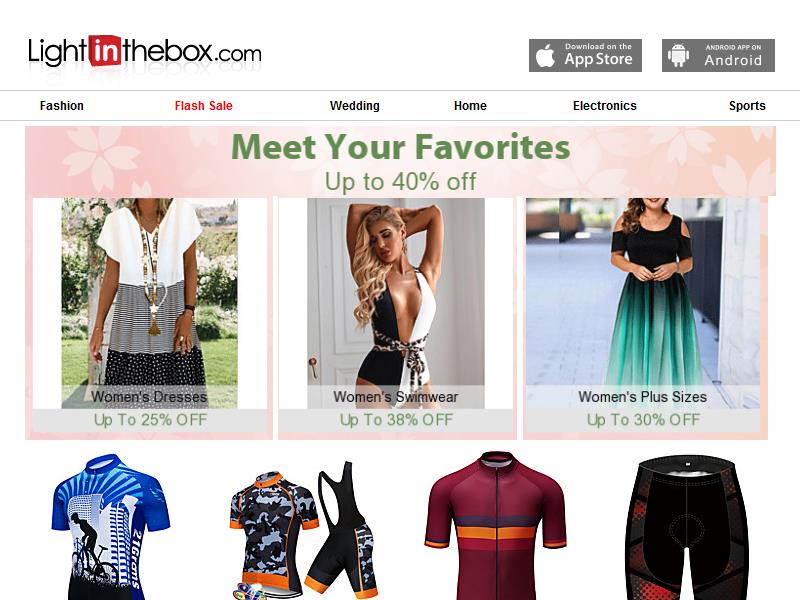 Lightinthebox.com
Download on the
App Store
ANDROID APP ON
Android
Fashion
Flash Sale
Wedding
Home
Electronics
Sports
Meet Your Favorites
Up to 40% off
Women's Dresses
Up To 25% OFF
Women's Swimwear
Up To 38% OFF
Women's Plus Sizes
Up To 30% OFF
21Grams